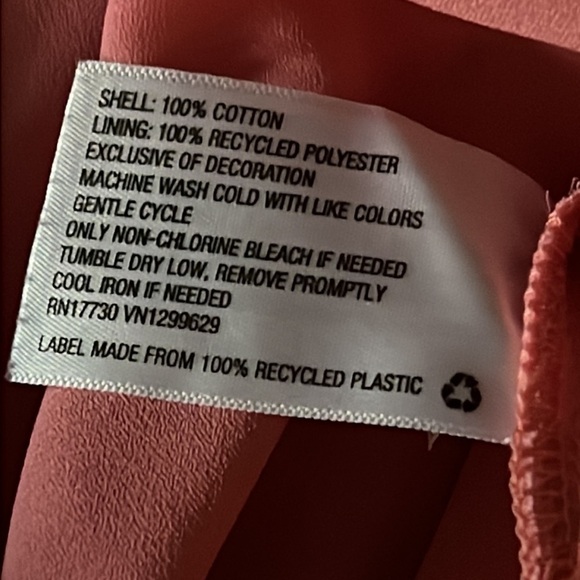 SHELL: 100% COTTON
LINING: 100% RECYCLED POLYESTER
EXCLUSIVE OF DECORATION
MACHINE WASH COLD WITH LIKE COLORS
GENTLE CYCLE
ONLY NON-CHLORINE BLEACH IF NEEDED
TUMBLE DRY LOW, REMOVE PROMPTLY
COOL IRON IF NEEDED
RN17730 VN1299629
LABEL MADE FROM 100% RECYCLED PLASTIC